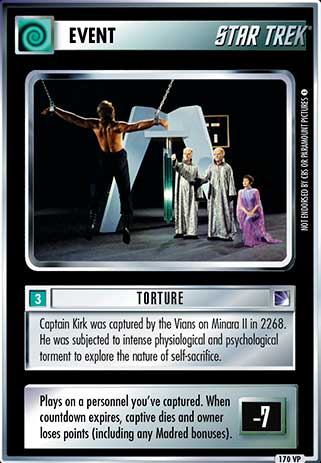 EVENT
STAR TREK
NOT ENDORSED BY CBS OR PARAMOUNT PICTURES
3
TORTURE
Captain Kirk was captured by the Vians on Minara II in 2268.
He was subjected to intense physiological and psychological
torment to explore the nature of self-sacrifice.
Plays on a personnel you've captured. When
countdown expires, captive dies and owner
loses points (including any Madred bonuses).
-7
170 VP